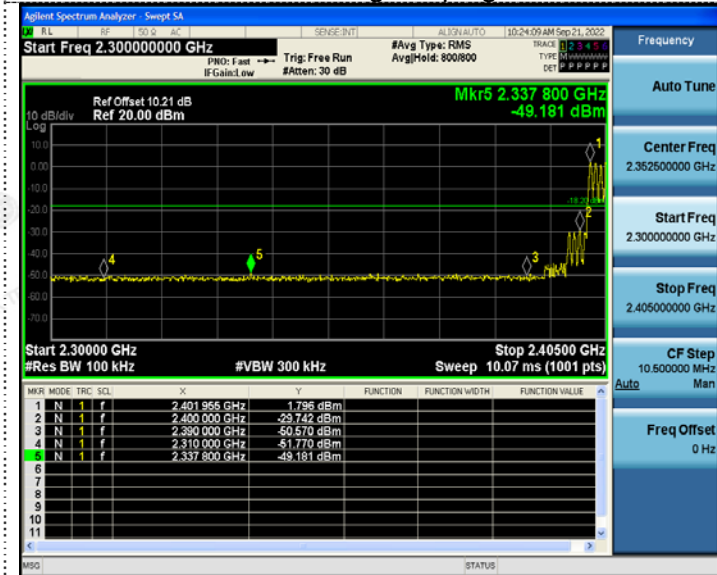 Agilent Spectrum Analyzer - Swept SA
RL RF 50 Ω AC SENSE:INT ALIGN AUTO 10:24:09 AM Sep 21, 2022
Start Freq 2.300000000 GHz
PNO: Fast
IFGain:Low
Trig: Free Run
#Atten: 30 dB
#Avg Type: RMS
Avg|Hold: 800/800
TRACE 1 2 3 4 5 6
TYPE M
DET P P P P P P
Frequency
Ref Offset 10.21 dB
10 dB/div Ref 20.00 dBm
Log
Mkr5 2.337 800 GHz
-49.181 dBm
10.0
0.00
-10.0
-20.0
-30.0
-40.0
-50.0
-60.0
-70.0
1
2
3
4
5
Start 2.30000 GHz Stop 2.40500 GHz
#Res BW 100 kHz #VBW 300 kHz Sweep 10.07 ms (1001 pts)
MKR MODE TRC SCL X Y FUNCTION FUNCTION WIDTH FUNCTION VALUE
1 N 1 f 2.401 955 GHz 1.796 dBm
2 N 1 f 2.400 000 GHz -29.742 dBm
3 N 1 f 2.390 000 GHz -50.570 dBm
4 N 1 f 2.310 000 GHz -51.770 dBm
5 N 1 f 2.337 800 GHz -49.181 dBm
6
7
8
9
10
11
MSG STATUS
Auto Tune
Center Freq
2.352500000 GHz
Start Freq
2.300000000 GHz
Stop Freq
2.405000000 GHz
CF Step
10.500000 MHz
Auto Man
Freq Offset
0 Hz